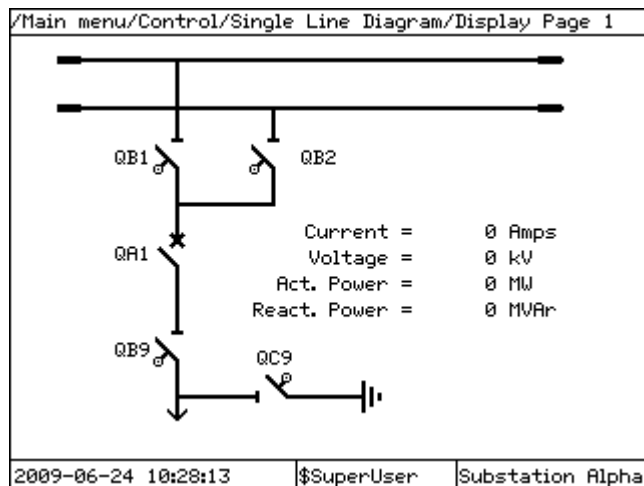 /Main menu/Control/Single Line Diagram/Display Page 1
QB1
QB2
QA1
Current = 0 Amps
Voltage = 0 kV
Act. Power = 0 MW
React. Power = 0 MVAr
QB9
QC9
2009-06-24 10:28:13 $SuperUser Substation Alpha